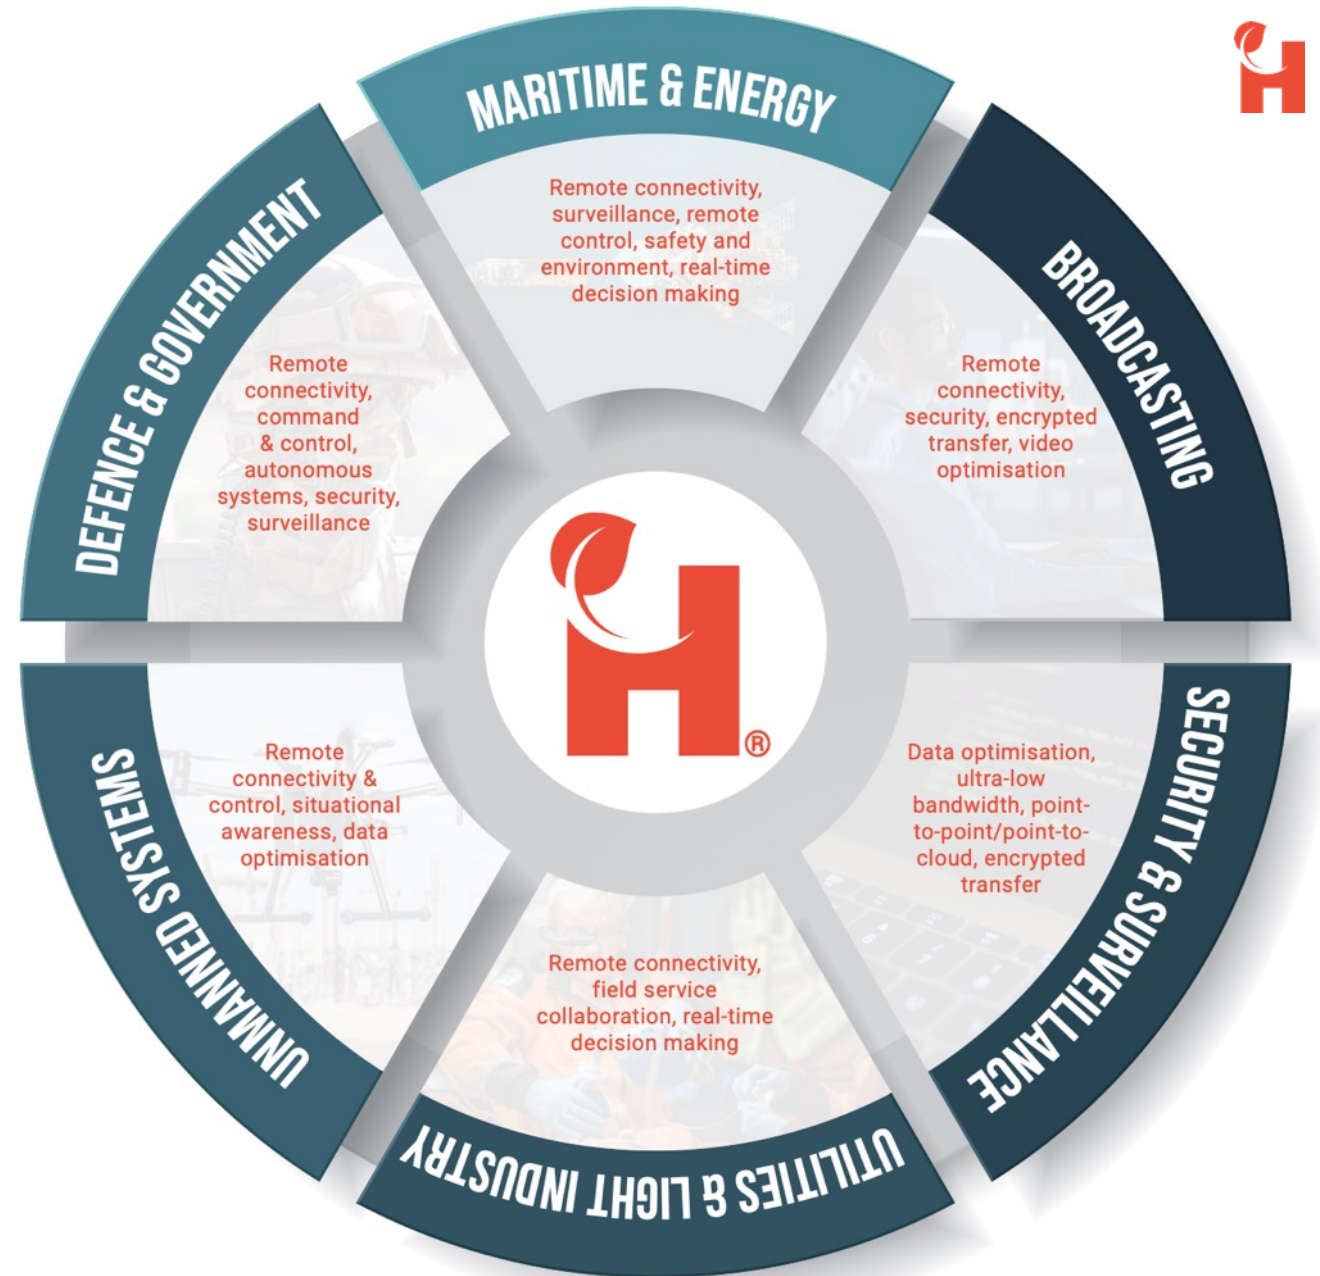 MARITIME & ENERGY
Remote connectivity,
surveillance, remote
control, safety and
environment, real-time
decision making
BROADCASTING
Remote
connectivity,
security, encrypted
transfer, video
optimisation
SECURITY & SURVEILLANCE
Data optimisation,
ultra-low
bandwidth, point-
to-point/point-to-
cloud, encrypted
transfer
UTILITIES & LIGHT INDUSTRY
Remote connectivity,
field service
collaboration, real-time
decision making
UNMANNED SYSTEMS
Remote
connectivity &
control, situational
awareness, data
optimisation
DEFENCE & GOVERNMENT
Remote
connectivity,
command
& control,
autonomous
systems, security,
surveillance
H®
H